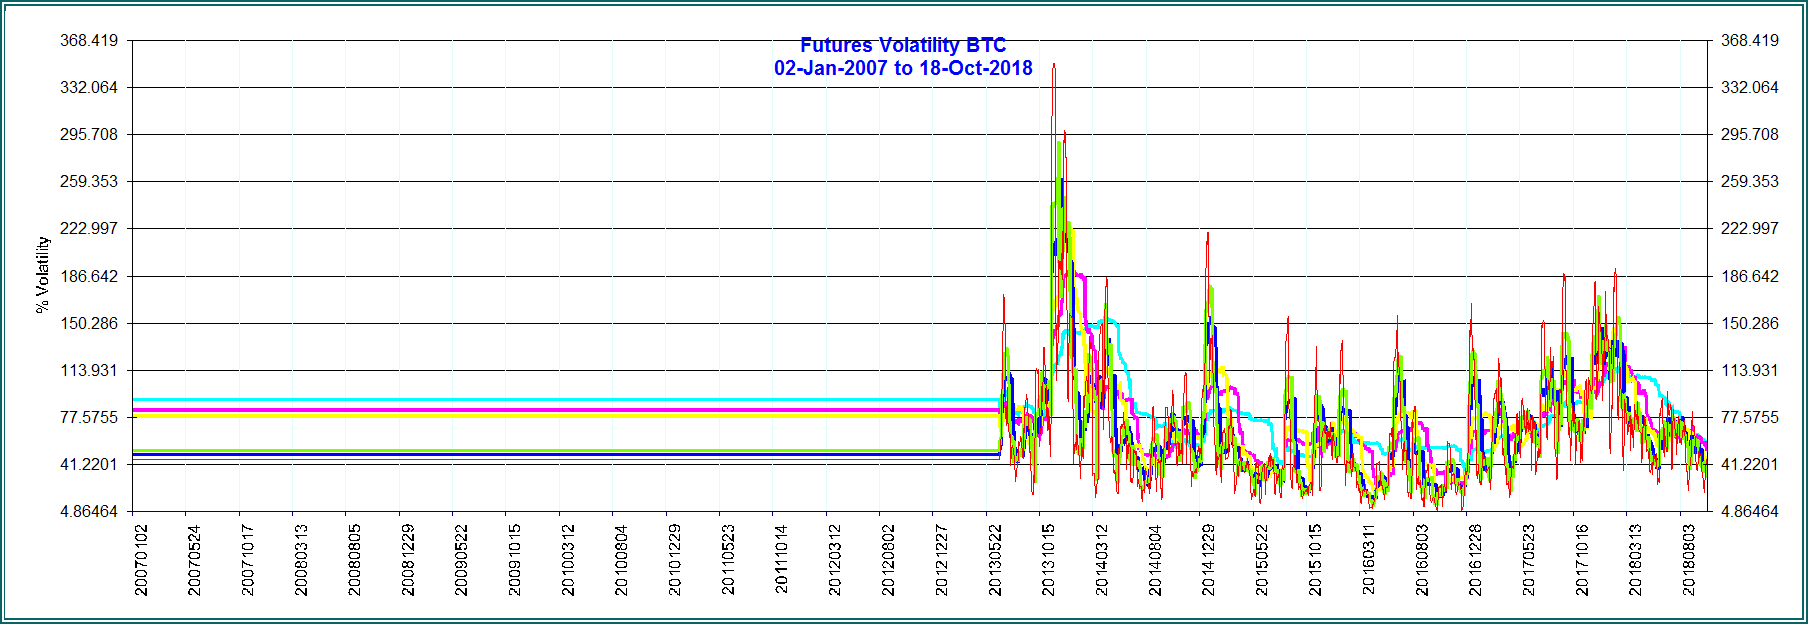 Futures Volatility BTC
02-Jan-2007 to 18-Oct-2018
% Volatility
368.419 368.419
332.064 332.064
295.708 295.708
259.353 259.353
222.997 222.997
186.642 186.642
150.286 150.286
113.931 113.931
77.5755 77.5755
41.2201 41.2201
4.86464 4.86464
20070102 20070524 20071017 20080313 20080805 20081229 20090522 20091015 20100312 20100804 20101229 20110523 20111014 20120312 20120802 20121227 20130522 20131015 20140312 20140804 20141229 20150522 20151015 20160311 20160803 20161228 20170523 20171016 20180313 20180803